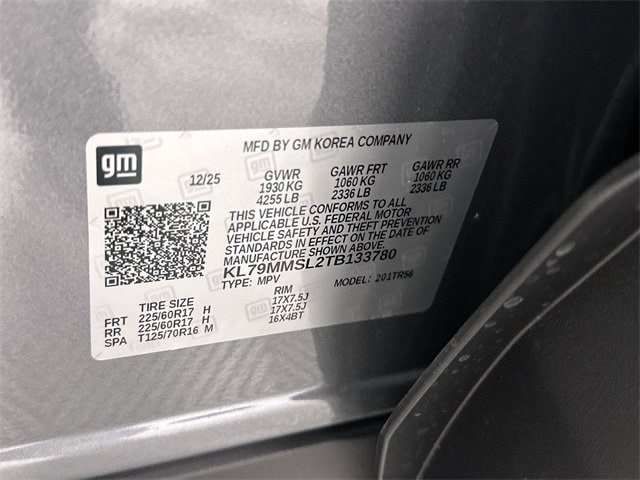 gm
MFD BY GM KOREA COMPANY
12/25 GVWR GAWR FRT GAWR RR
1930 KG 1060 KG 1060 KG
4255 LB 2336 LB 2336 LB
THIS VEHICLE CONFORMS TO ALL
APPLICABLE U.S. FEDERAL MOTOR
VEHICLE SAFETY AND THEFT PREVENTION
STANDARDS IN EFFECT ON THE DATE OF
MANUFACTURE SHOWN ABOVE.
KL79MMSL2TB133780
TYPE: MPV MODEL: 201TR56
TIRE SIZE RIM
FRT 225/60R17 H 17X7.5J
RR 225/60R17 H 17X7.5J
SPA T125/70R16 M 16X4BT